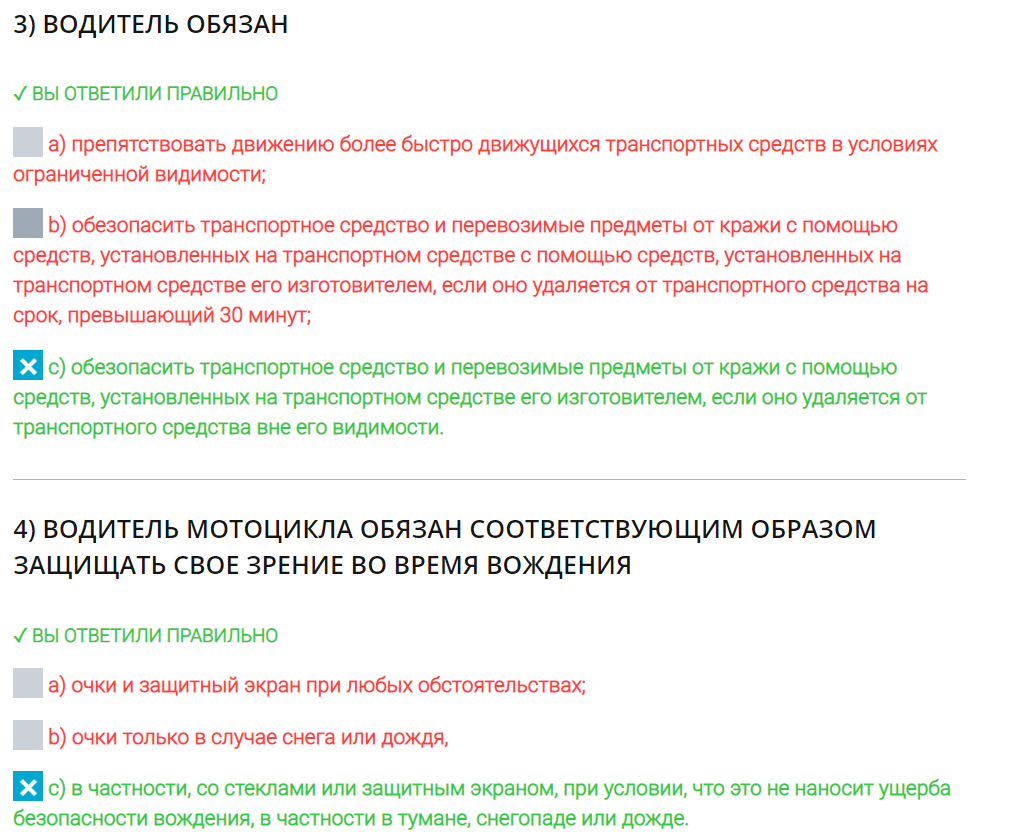 3) ВОДИТЕЛЬ ОБЯЗАН
✓ ВЫ ОТВЕТИЛИ ПРАВИЛЬНО
a) препятствовать движению более быстро движущихся транспортных средств в условиях
ограниченной видимости;
b) обезопасить транспортное средство и перевозимые предметы от кражи с помощью
средств, установленных на транспортном средстве с помощью средств, установленных на
транспортном средстве его изготовителем, если оно удаляется от транспортного средства на
срок, превышающий 30 минут;
c) обезопасить транспортное средство и перевозимые предметы от кражи с помощью
средств, установленных на транспортном средстве его изготовителем, если оно удаляется от
транспортного средства вне его видимости.
4) ВОДИТЕЛЬ МОТОЦИКЛА ОБЯЗАН СООТВЕТСТВУЮЩИМ ОБРАЗОМ
ЗАЩИЩАТЬ СВОЕ ЗРЕНИЕ ВО ВРЕМЯ ВОЖДЕНИЯ
✓ ВЫ ОТВЕТИЛИ ПРАВИЛЬНО
a) очки и защитный экран при любых обстоятельствах;
b) очки только в случае снега или дождя,
c) в частности, со стеклами или защитным экраном, при условии, что это не наносит ущерба
безопасности вождения, в частности в тумане, снегопаде или дожде.